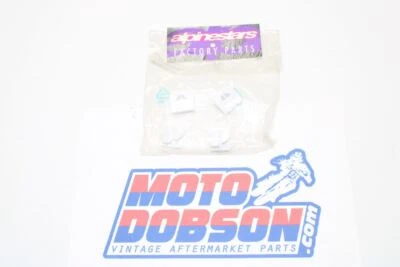 alpinestars
FACTORY PARTS
MOTO
DOBSON
.com
VINTAGE AFTERMARKET PARTS